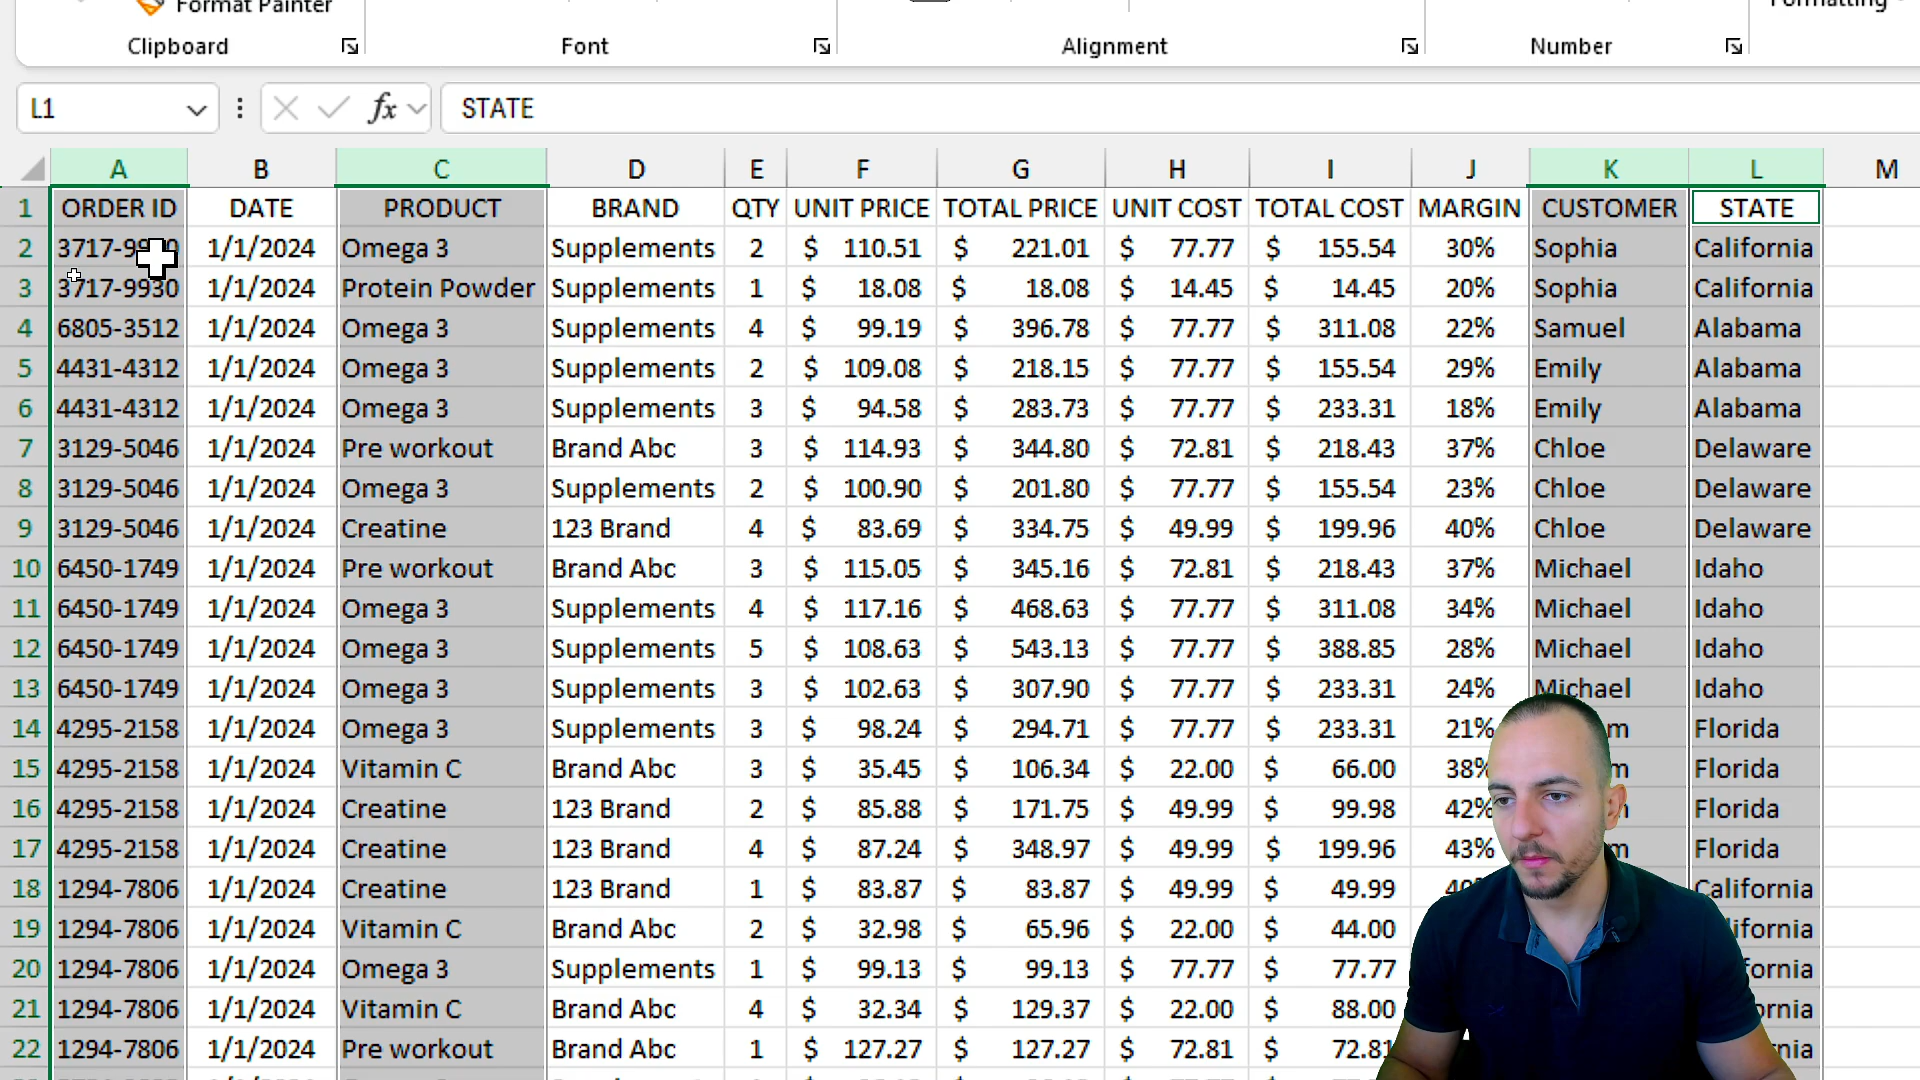 Format Painter
Clipboard Font Alignment Number
L1 fx STATE
A B C D E F G H I J K L M
1 ORDER ID DATE PRODUCT BRAND QTY UNIT PRICE TOTAL PRICE UNIT COST TOTAL COST MARGIN CUSTOMER STATE
2 3717-9930 1/1/2024 Omega 3 Supplements 2 $ 110.51 $ 221.01 $ 77.77 $ 155.54 30% Sophia California
3 3717-9930 1/1/2024 Protein Powder Supplements 1 $ 18.08 $ 18.08 $ 14.45 $ 14.45 20% Sophia California
4 6805-3512 1/1/2024 Omega 3 Supplements 4 $ 99.19 $ 396.78 $ 77.77 $ 311.08 22% Samuel Alabama
5 4431-4312 1/1/2024 Omega 3 Supplements 2 $ 109.08 $ 218.15 $ 77.77 $ 155.54 29% Emily Alabama
6 4431-4312 1/1/2024 Omega 3 Supplements 3 $ 94.58 $ 283.73 $ 77.77 $ 233.31 18% Emily Alabama
7 3129-5046 1/1/2024 Pre workout Brand Abc 3 $ 114.93 $ 344.80 $ 72.81 $ 218.43 37% Chloe Delaware
8 3129-5046 1/1/2024 Omega 3 Supplements 2 $ 100.90 $ 201.80 $ 77.77 $ 155.54 23% Chloe Delaware
9 3129-5046 1/1/2024 Creatine 123 Brand 4 $ 83.69 $ 334.75 $ 49.99 $ 199.96 40% Chloe Delaware
10 6450-1749 1/1/2024 Pre workout Brand Abc 3 $ 115.05 $ 345.16 $ 72.81 $ 218.43 37% Michael Idaho
11 6450-1749 1/1/2024 Omega 3 Supplements 4 $ 117.16 $ 468.63 $ 77.77 $ 311.08 34% Michael Idaho
12 6450-1749 1/1/2024 Omega 3 Supplements 5 $ 108.63 $ 543.13 $ 77.77 $ 388.85 28% Michael Idaho
13 6450-1749 1/1/2024 Omega 3 Supplements 3 $ 102.63 $ 307.90 $ 77.77 $ 233.31 24% Michael Idaho
14 4295-2158 1/1/2024 Omega 3 Supplements 3 $ 98.24 $ 294.71 $ 77.77 $ 233.31 21% Florida
15 4295-2158 1/1/2024 Vitamin C Brand Abc 3 $ 35.45 $ 106.34 $ 22.00 $ 66.00 38% Florida
16 4295-2158 1/1/2024 Creatine 123 Brand 2 $ 85.88 $ 171.75 $ 49.99 $ 99.98 42% Florida
17 4295-2158 1/1/2024 Creatine 123 Brand 4 $ 87.24 $ 348.97 $ 49.99 $ 199.96 43% Florida
18 1294-7806 1/1/2024 Creatine 123 Brand 1 $ 83.87 $ 83.87 $ 49.99 $ 49.99 California
19 1294-7806 1/1/2024 Vitamin C Brand Abc 2 $ 32.98 $ 65.96 $ 22.00 $ 44.00
20 1294-7806 1/1/2024 Omega 3 Supplements 1 $ 99.13 $ 99.13 $ 77.77 $ 77.77
21 1294-7806 1/1/2024 Vitamin C Brand Abc 4 $ 32.34 $ 129.37 $ 22.00 $ 88.00
22 1294-7806 1/1/2024 Pre workout Brand Abc 1 $ 127.27 $ 127.27 $ 72.81 $ 72.81